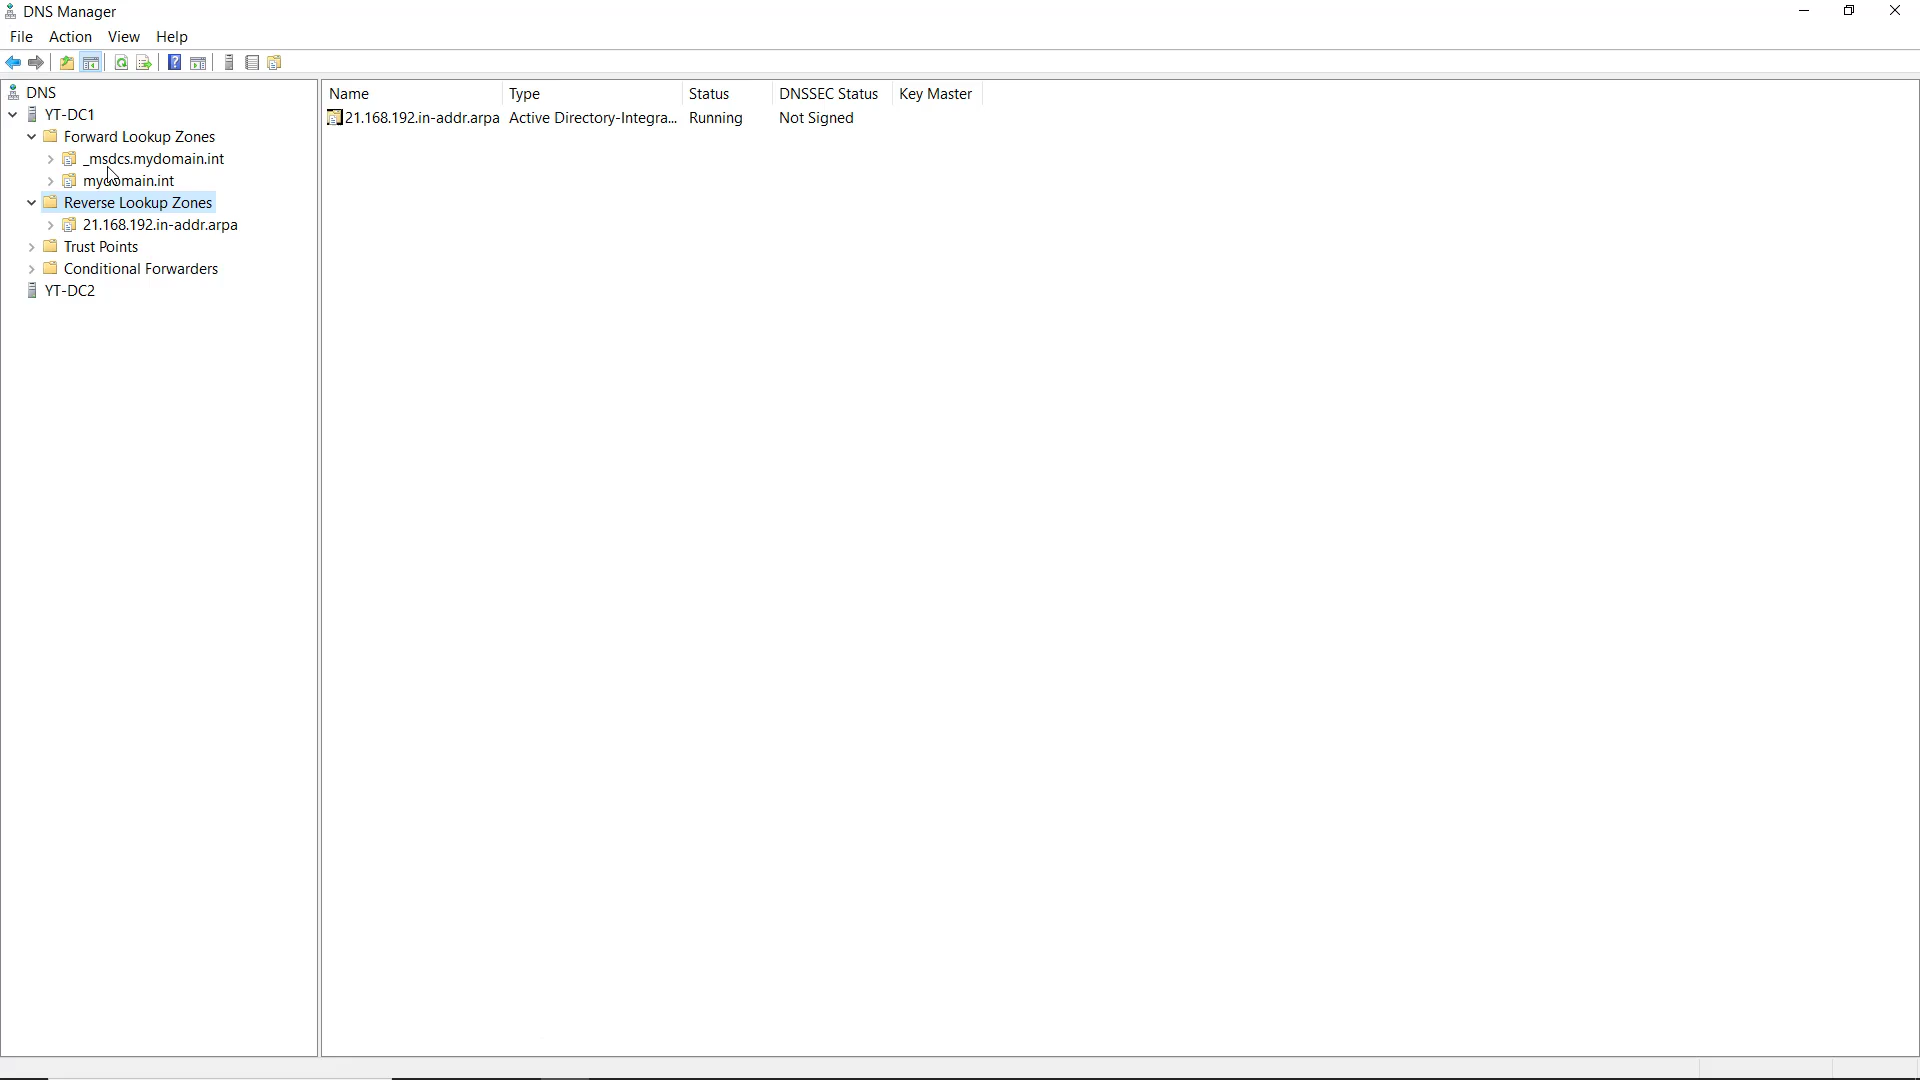 DNS Manager
File Action View Help
DNS
YT-DC1
Forward Lookup Zones
_msdcs.mydomain.int
mydomain.int
Reverse Lookup Zones
21.168.192.in-addr.arpa
Trust Points
Conditional Forwarders
YT-DC2
Name Type Status DNSSEC Status Key Master
21.168.192.in-addr.arpa Active Directory-Integra... Running Not Signed